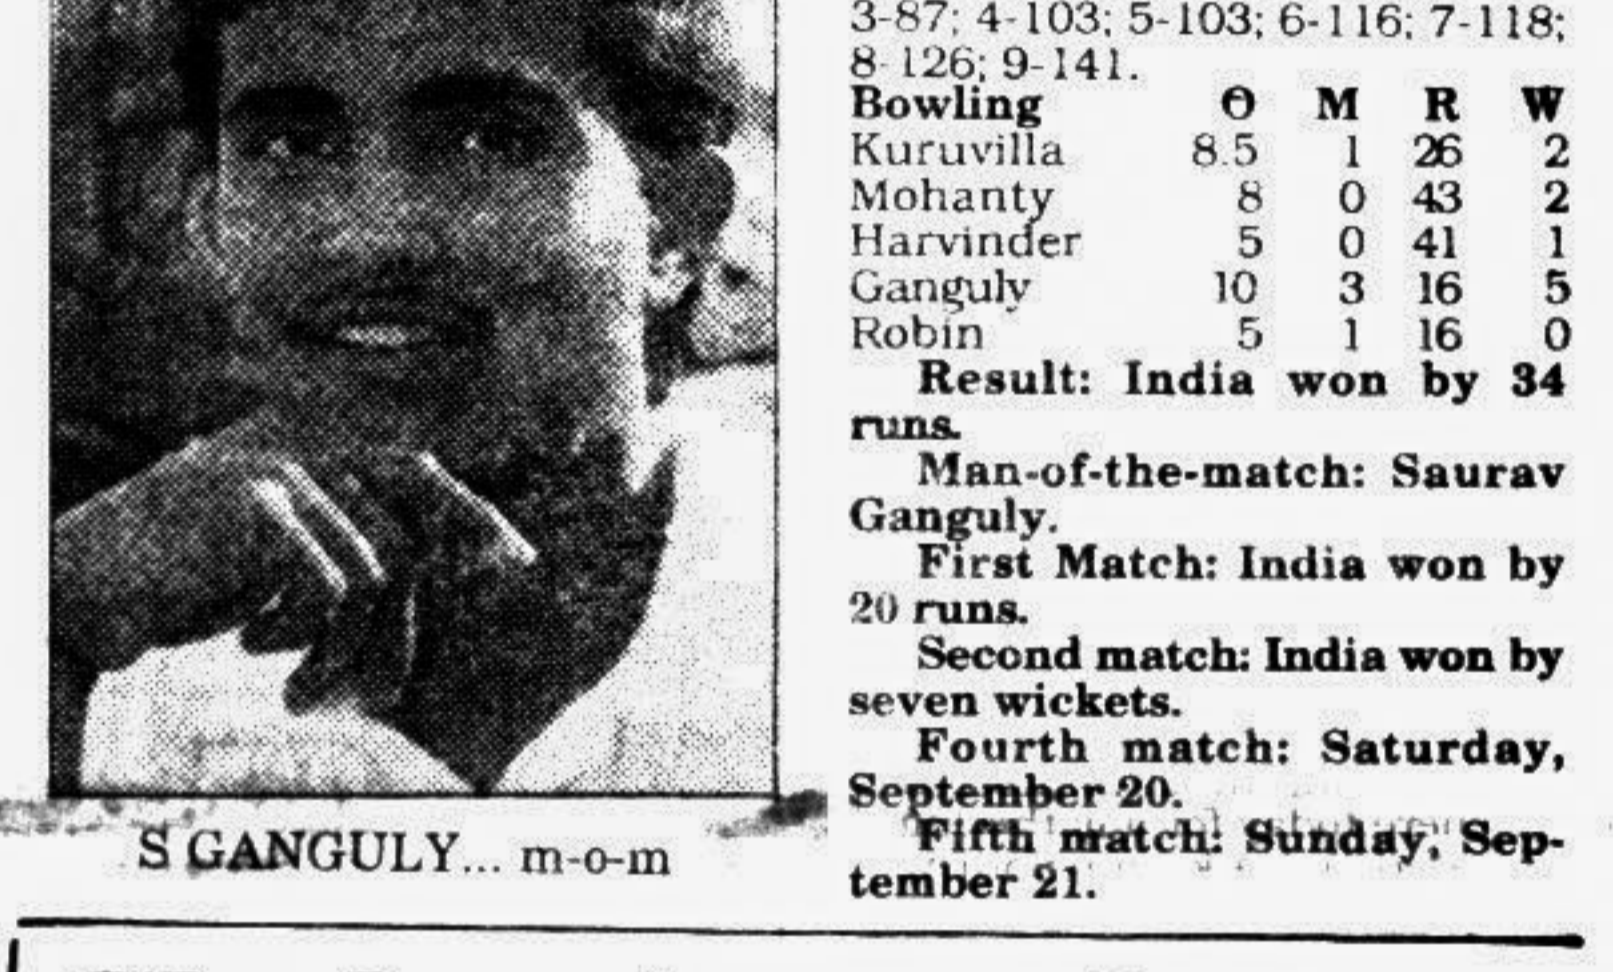 3-87; 4-103; 5-103; 6-116; 7-118;
8-126; 9-141.
Bowling O M R W
Kuruvilla 8.5 1 26 2
Mohanty 8 0 43 2
Harvinder 5 0 41 1
Ganguly 10 3 16 5
Robin 5 1 16 0
Result: India won by 34
runs.
Man-of-the-match: Saurav
Ganguly.
First Match: India won by
20 runs.
Second match: India won by
seven wickets.
Fourth match: Saturday,
September 20.
Fifth match: Sunday, Sep-
tember 21.
S GANGULY... m-o-m